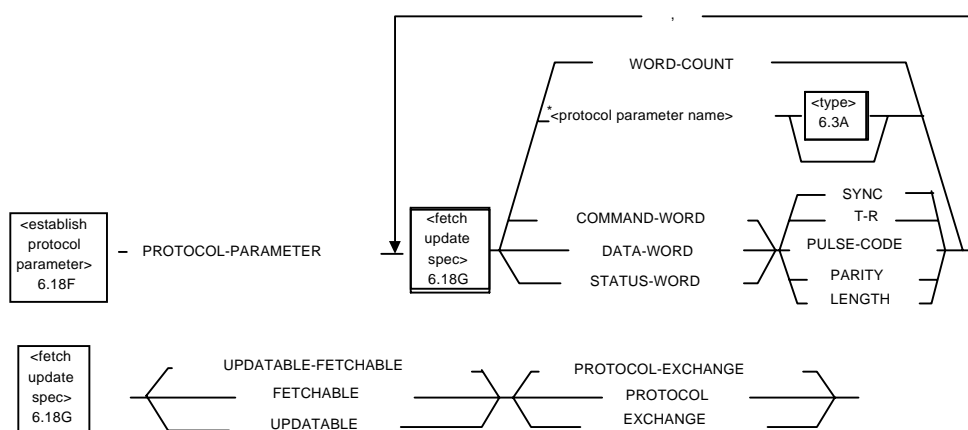 ,
WORD-COUNT
*<protocol parameter name>
<type>
6.3A
<establish
protocol
parameter>
6.18F
PROTOCOL-PARAMETER
<fetch
update
spec>
6.18G
COMMAND-WORD
DATA-WORD
STATUS-WORD
SYNC
T-R
PULSE-CODE
PARITY
LENGTH
<fetch
update
spec>
6.18G
UPDATABLE-FETCHABLE
FETCHABLE
UPDATABLE
PROTOCOL-EXCHANGE
PROTOCOL
EXCHANGE